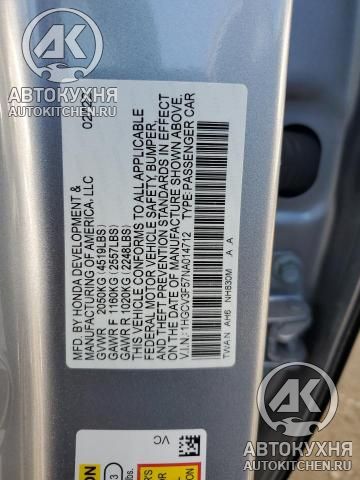 АВТОКУХНЯ
AUTOKITCHEN.RU
MFD. BY HONDA DEVELOPMENT &
MANUFACTURING OF AMERICA, LLC
GVWR 2050KG (4519LBS)
GAWR F 1160KG (2557LBS)
GAWR R 1020KG (2248LBS)
THIS VEHICLE CONFORMS TO ALL APPLICABLE
FEDERAL MOTOR VEHICLE SAFETY BUMPER,
AND THEFT PREVENTION STANDARDS IN EFFECT
ON THE DATE OF MANUFACTURE SHOWN ABOVE.
V.I.N.: 1HGCV3F57NA014712 TYPE:PASSENGER CAR
TWA N AH6 NH830M A A
VC
АВТОКУХНЯ
AUTOKITCHEN.RU